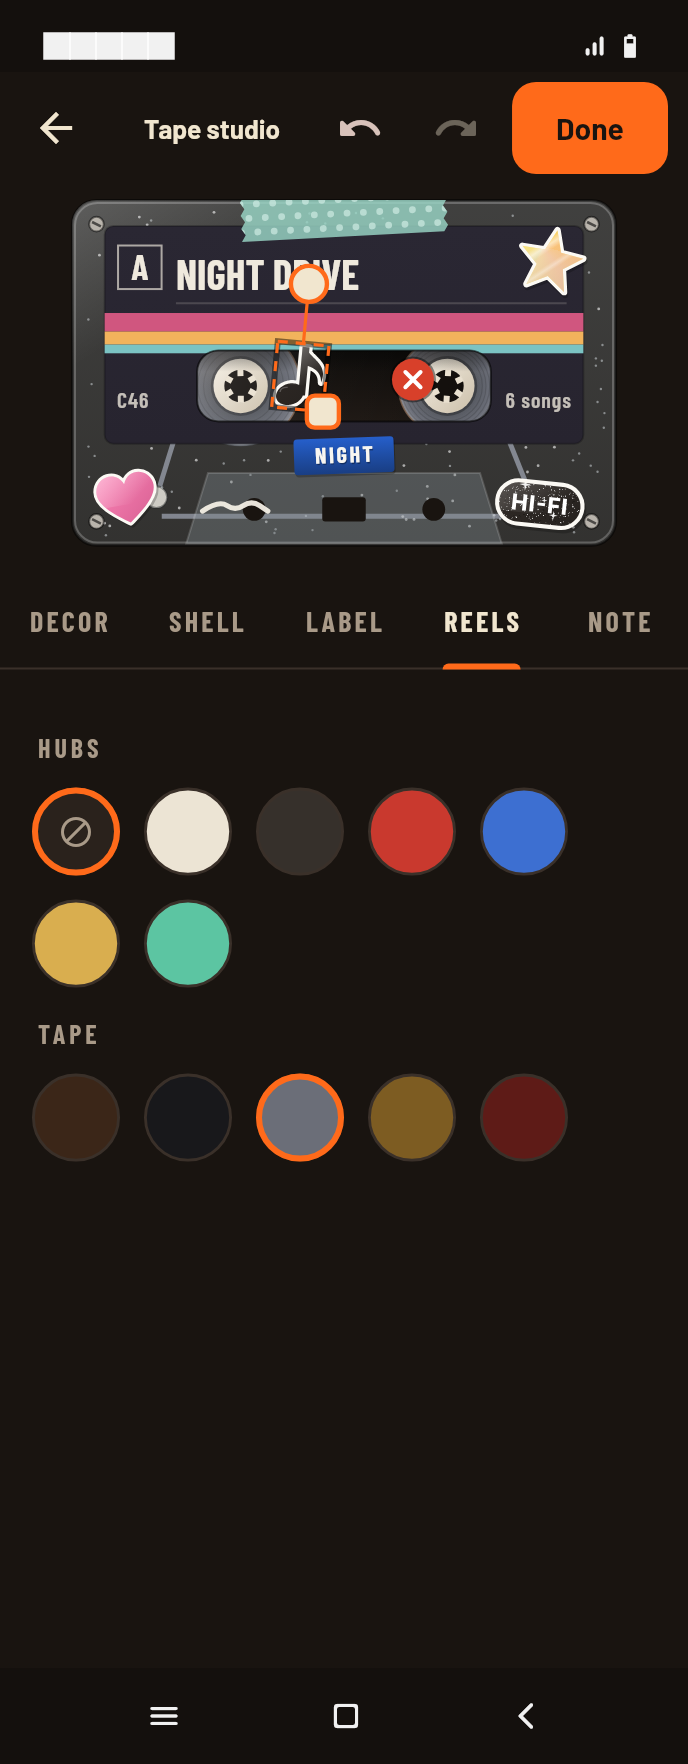 Tape studio
Done
A
NIGHT DRIVE
C46
6 songs
NIGHT
HI-FI
DECOR
SHELL
LABEL
REELS
NOTE
HUBS
TAPE